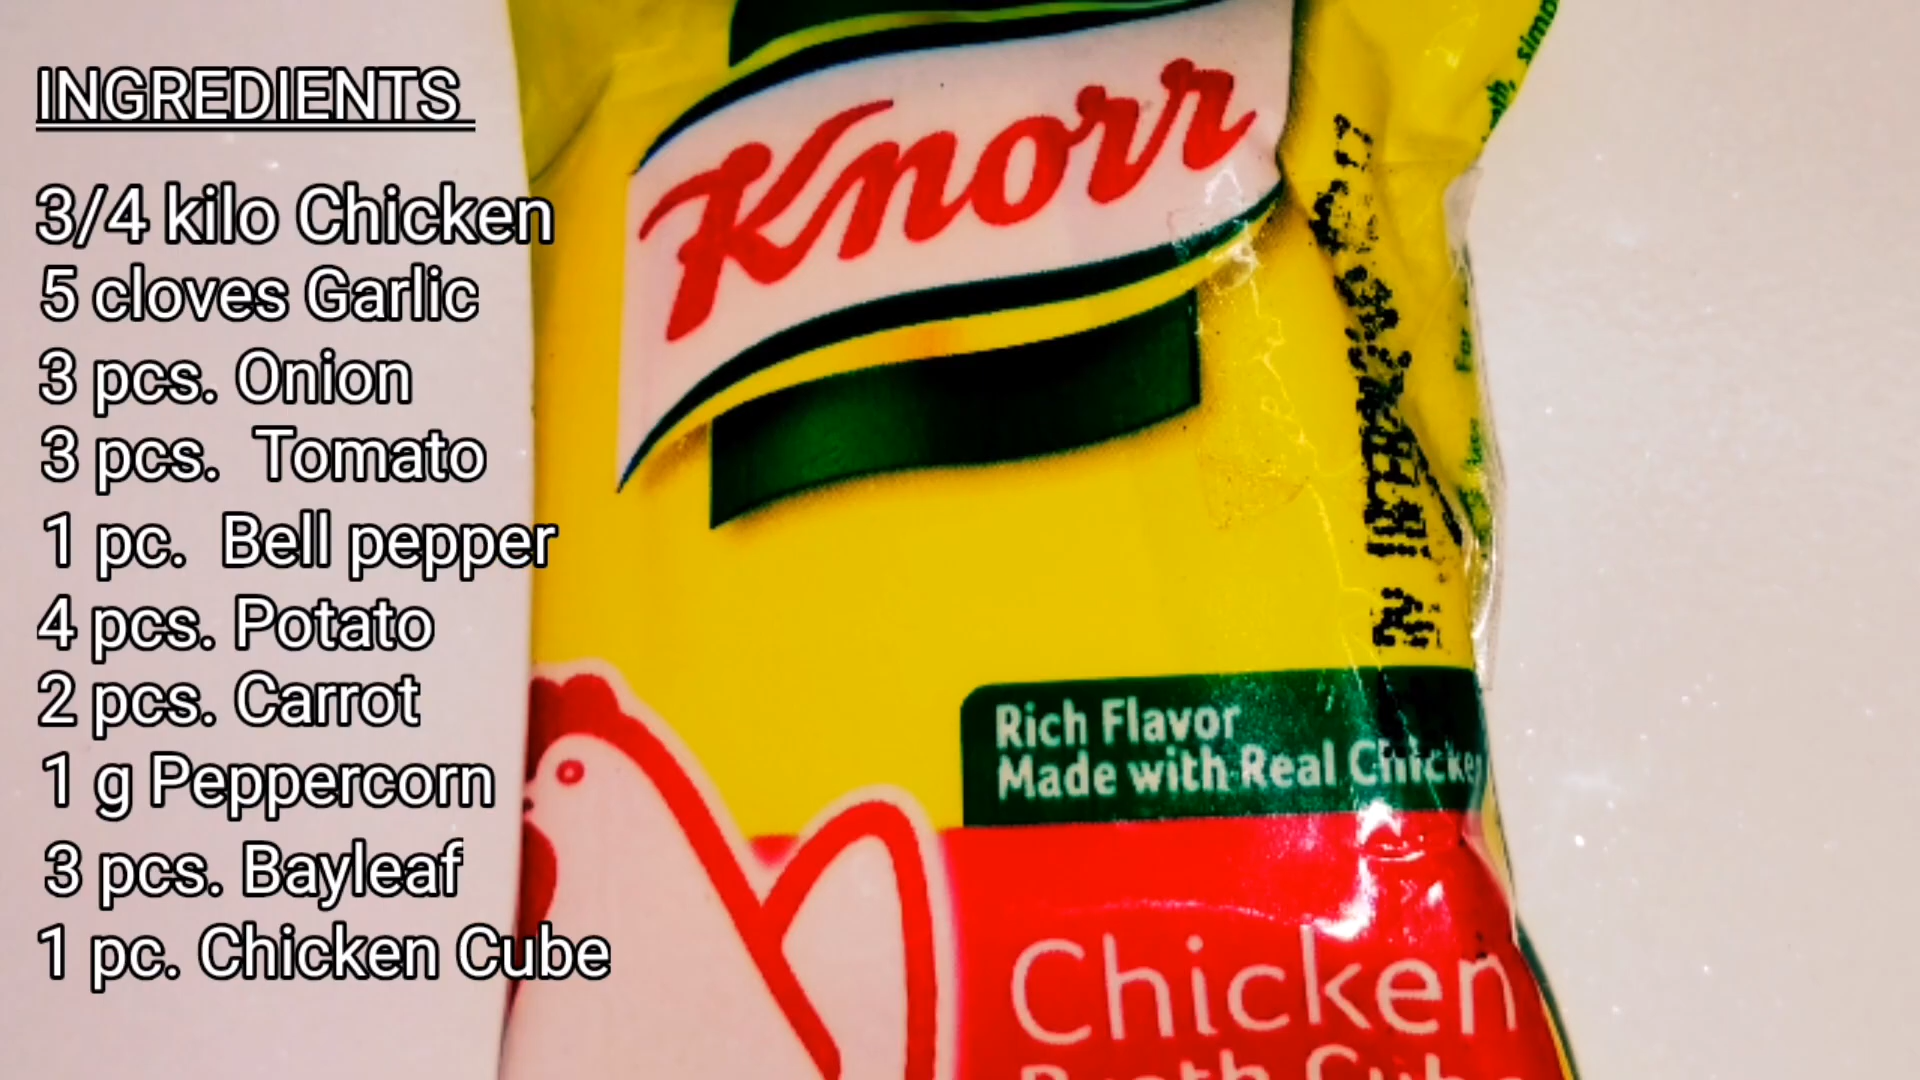 INGREDIENTS
3/4 kilo Chicken
5 cloves Garlic
3 pcs. Onion
3 pcs. Tomato
1 pc. Bell pepper
4 pcs. Potato
2 pcs. Carrot
1 g Peppercorn
3 pcs. Bayleaf
1 pc. Chicken Cube
Knorr
Rich Flavor
Made with Real Chicken
Chicken
Broth Cube